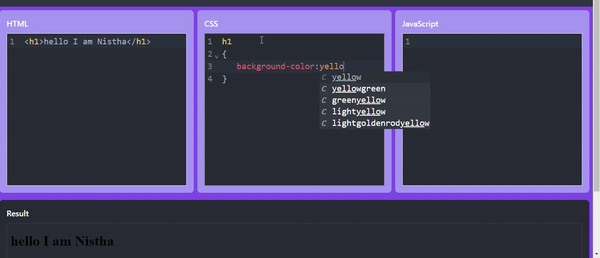 HTML
1 <h1>hello I am Nistha</h1>
CSS
1 h1
2 {
3 background-color:yello
4 }
C yellow
C yellowgreen
C greenyellow
C lightyellow
C lightgoldenrodyellow
JavaScript
1
Result
hello I am Nistha